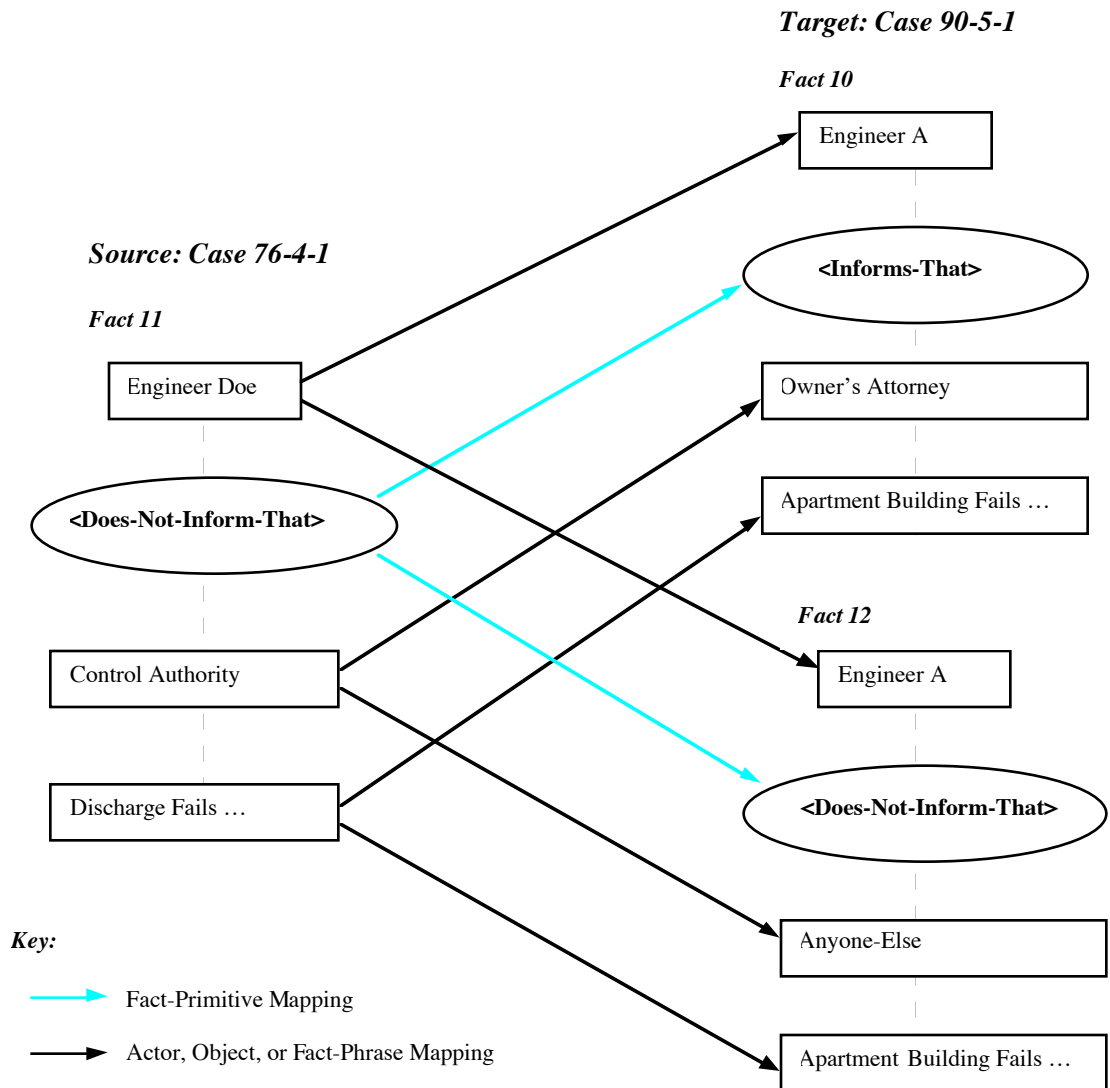 Target: Case 90-5-1
Fact 10
Engineer A
<Informs-That>
Owner's Attorney
Apartment Building Fails …
Fact 12
Engineer A
<Does-Not-Inform-That>
Anyone-Else
Apartment Building Fails …
Source: Case 76-4-1
Fact 11
Engineer Doe
<Does-Not-Inform-That>
Control Authority
Discharge Fails …
Key:
Fact-Primitive Mapping
Actor, Object, or Fact-Phrase Mapping